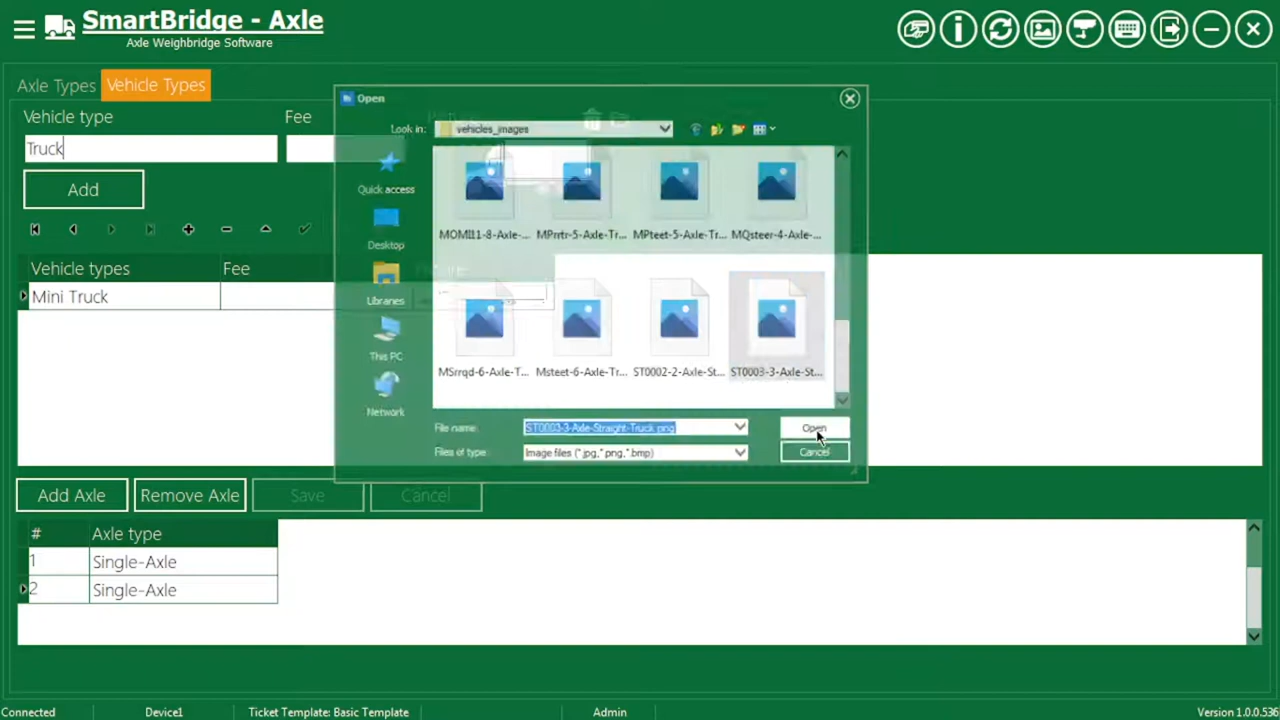 SmartBridge - Axle
Axle Weighbridge Software
Axle Types
Vehicle Types
Vehicle type
Fee
Truck
Add
Vehicle types
Fee
Mini Truck
Open
Look in:
vehicles_images
Quick access
Desktop
Libraries
This PC
Network
MOMl11-8-Axle-...
MPrrtr-5-Axle-Tr...
MPteet-5-Axle-Tr...
MQsteer-4-Axle-...
MSrrqd-6-Axle-T...
Msteet-6-Axle-Tr...
ST0002-2-Axle-St...
ST0003-3-Axle-St...
File name:
ST0003-3-Axle-Straight-Truck.png
Open
Files of type:
Image files (*.jpg,*.png,*.bmp)
Cancel
Add Axle
Remove Axle
Save
Cancel
#
Axle type
1
Single-Axle
2
Single-Axle
Connected
Device1
Ticket Template: Basic Template
Admin
Version 1.0.0.536